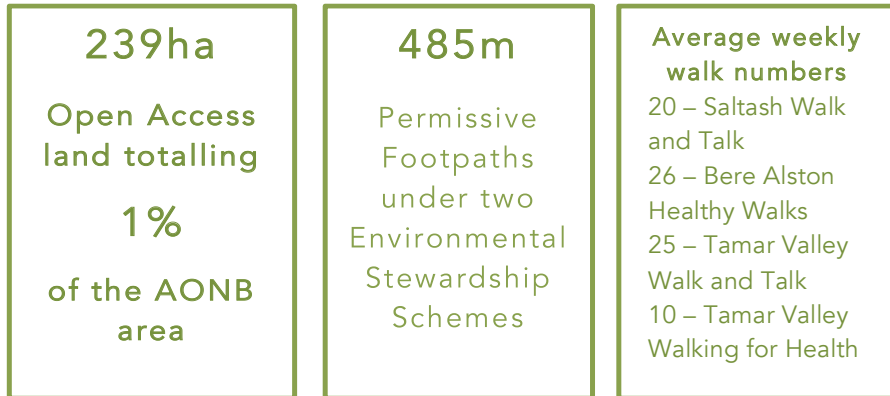 239ha
Open Access
land totalling
1%
of the AONB
area
485m
Permissive
Footpaths
under two
Environmental
Stewardship
Schemes
Average weekly
walk numbers
20 – Saltash Walk
and Talk
26 – Bere Alston
Healthy Walks
25 – Tamar Valley
Walk and Talk
10 – Tamar Valley
Walking for Health